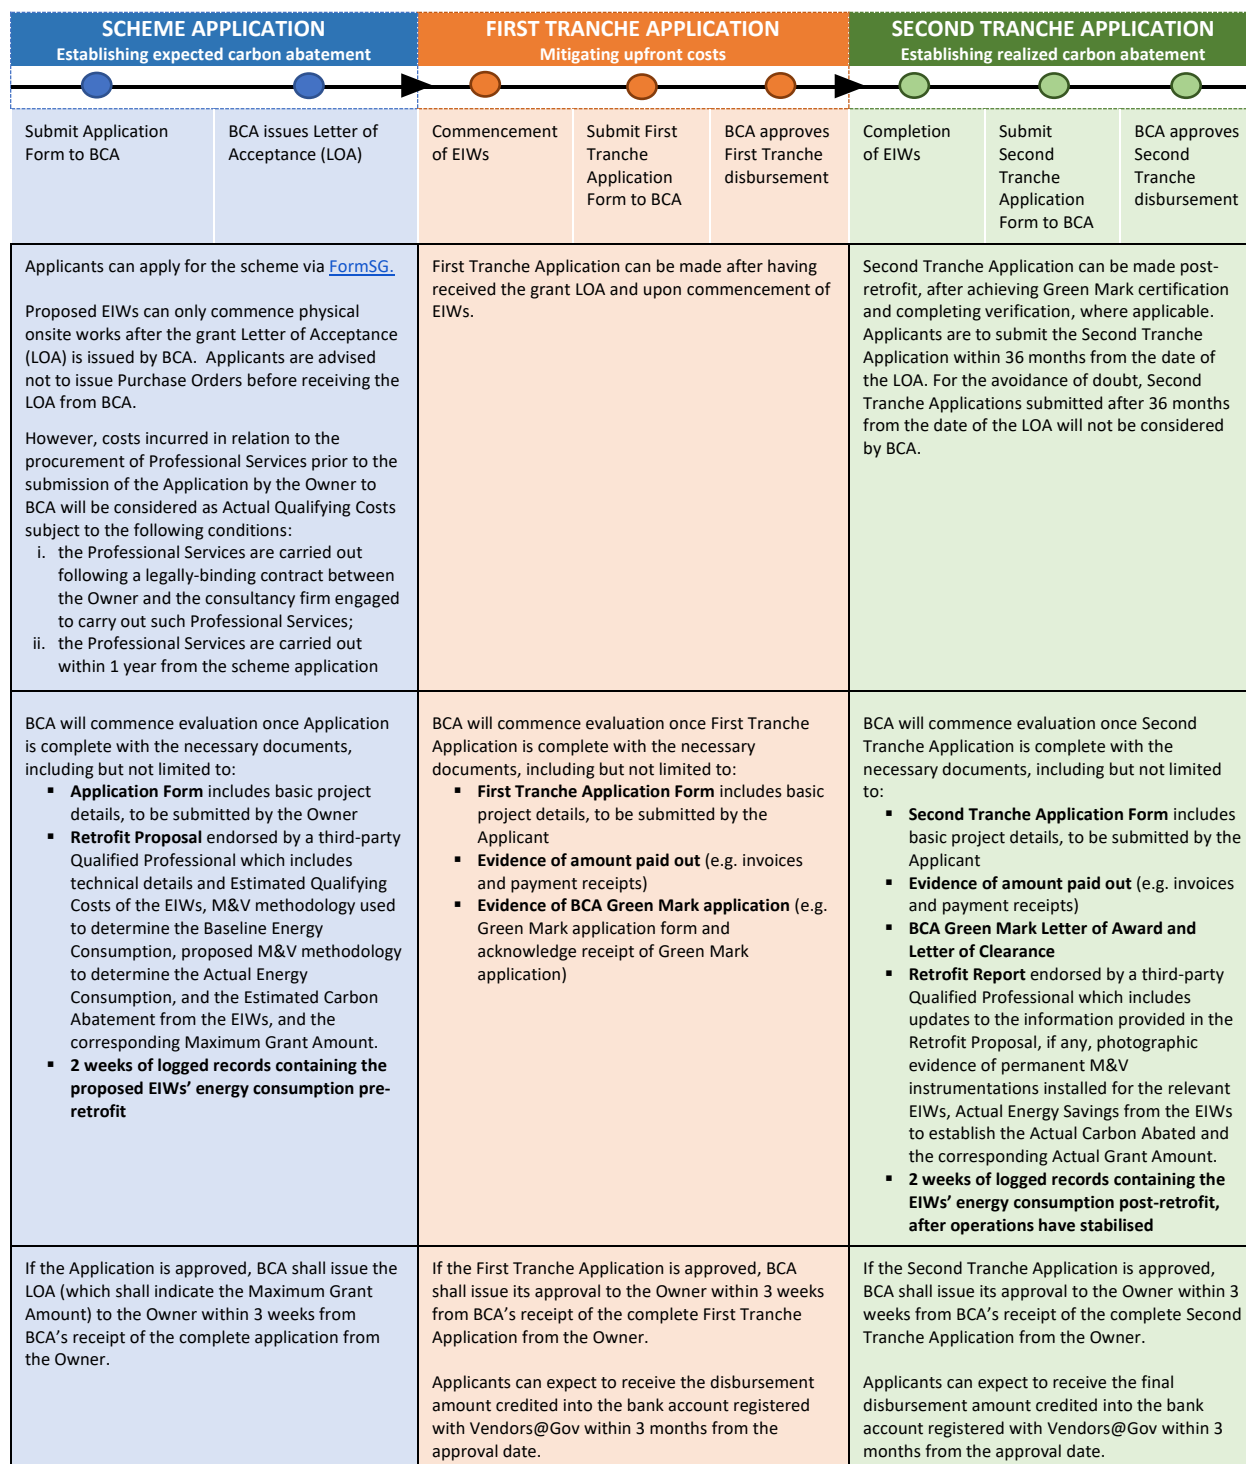 SCHEME APPLICATION
Establishing expected carbon abatement
FIRST TRANCHE APPLICATION
Mitigating upfront costs
SECOND TRANCHE APPLICATION
Establishing realized carbon abatement
Submit Application
Form to BCA
BCA issues Letter of
Acceptance (LOA)
Commencement
of EIWs
Submit First
Tranche
Application
Form to BCA
BCA approves
First Tranche
disbursement
Completion
of EIWs
Submit
Second
Tranche
Application
Form to BCA
BCA approves
Second
Tranche
disbursement
Applicants can apply for the scheme via FormSG.
Proposed EIWs can only commence physical
onsite works after the grant Letter of Acceptance
(LOA) is issued by BCA. Applicants are advised
not to issue Purchase Orders before receiving the
LOA from BCA.
However, costs incurred in relation to the
procurement of Professional Services prior to the
submission of the Application by the Owner to
BCA will be considered as Actual Qualifying Costs
subject to the following conditions:
i. the Professional Services are carried out
following a legally-binding contract between
the Owner and the consultancy firm engaged
to carry out such Professional Services;
ii. the Professional Services are carried out
within 1 year from the scheme application
First Tranche Application can be made after having
received the grant LOA and upon commencement of
EIWs.
Second Tranche Application can be made post-
retrofit, after achieving Green Mark certification
and completing verification, where applicable.
Applicants are to submit the Second Tranche
Application within 36 months from the date of
the LOA. For the avoidance of doubt, Second
Tranche Applications submitted after 36 months
from the date of the LOA will not be considered
by BCA.
BCA will commence evaluation once Application
is complete with the necessary documents,
including but not limited to:
▪ Application Form includes basic project
details, to be submitted by the Owner
▪ Retrofit Proposal endorsed by a third-party
Qualified Professional which includes
technical details and Estimated Qualifying
Costs of the EIWs, M&V methodology used
to determine the Baseline Energy
Consumption, proposed M&V methodology
to determine the Actual Energy
Consumption, and the Estimated Carbon
Abatement from the EIWs, and the
corresponding Maximum Grant Amount.
▪ 2 weeks of logged records containing the
proposed EIWs’ energy consumption pre-
retrofit
BCA will commence evaluation once First Tranche
Application is complete with the necessary
documents, including but not limited to:
▪ First Tranche Application Form includes basic
project details, to be submitted by the
Applicant
▪ Evidence of amount paid out (e.g. invoices
and payment receipts)
▪ Evidence of BCA Green Mark application (e.g.
Green Mark application form and
acknowledge receipt of Green Mark
application)
BCA will commence evaluation once Second
Tranche Application is complete with the
necessary documents, including but not limited
to:
▪ Second Tranche Application Form includes
basic project details, to be submitted by the
Applicant
▪ Evidence of amount paid out (e.g. invoices
and payment receipts)
▪ BCA Green Mark Letter of Award and
Letter of Clearance
▪ Retrofit Report endorsed by a third-party
Qualified Professional which includes
updates to the information provided in the
Retrofit Proposal, if any, photographic
evidence of permanent M&V
instrumentations installed for the relevant
EIWs, Actual Energy Savings from the EIWs
to establish the Actual Carbon Abated and
the corresponding Actual Grant Amount.
▪ 2 weeks of logged records containing the
EIWs’ energy consumption post-retrofit,
after operations have stabilised
If the Application is approved, BCA shall issue the
LOA (which shall indicate the Maximum Grant
Amount) to the Owner within 3 weeks from
BCA’s receipt of the complete application from
the Owner.
If the First Tranche Application is approved, BCA
shall issue its approval to the Owner within 3 weeks
from BCA’s receipt of the complete First Tranche
Application from the Owner.
Applicants can expect to receive the disbursement
amount credited into the bank account registered
with Vendors@Gov within 3 months from the
approval date.
If the Second Tranche Application is approved,
BCA shall issue its approval to the Owner within 3
weeks from BCA’s receipt of the complete Second
Tranche Application from the Owner.
Applicants can expect to receive the final
disbursement amount credited into the bank
account registered with Vendors@Gov within 3
months from the approval date.